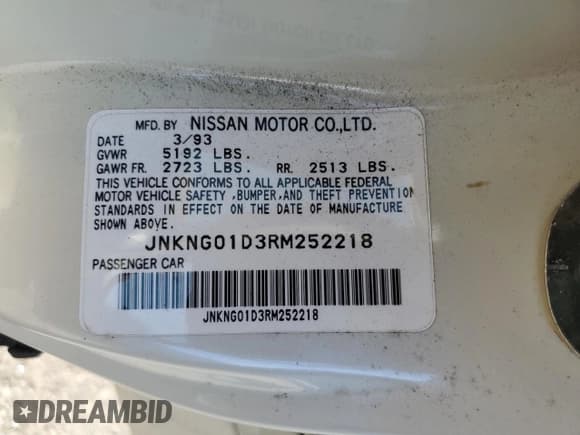 MFD. BY NISSAN MOTOR CO.,LTD.
DATE 3/93
GVWR 5192 LBS.
GAWR FR. 2723 LBS. RR. 2513 LBS.
THIS VEHICLE CONFORMS TO ALL APPLICABLE FEDERAL
MOTOR VEHICLE SAFETY ,BUMPER,AND THEFT PREVENTION
STANDARDS IN EFFECT ON THE DATE OF MANUFACTURE
SHOWN ABOVE.
JNKNG01D3RM252218
PASSENGER CAR
JNKNG01D3RM252218
DREAMBID